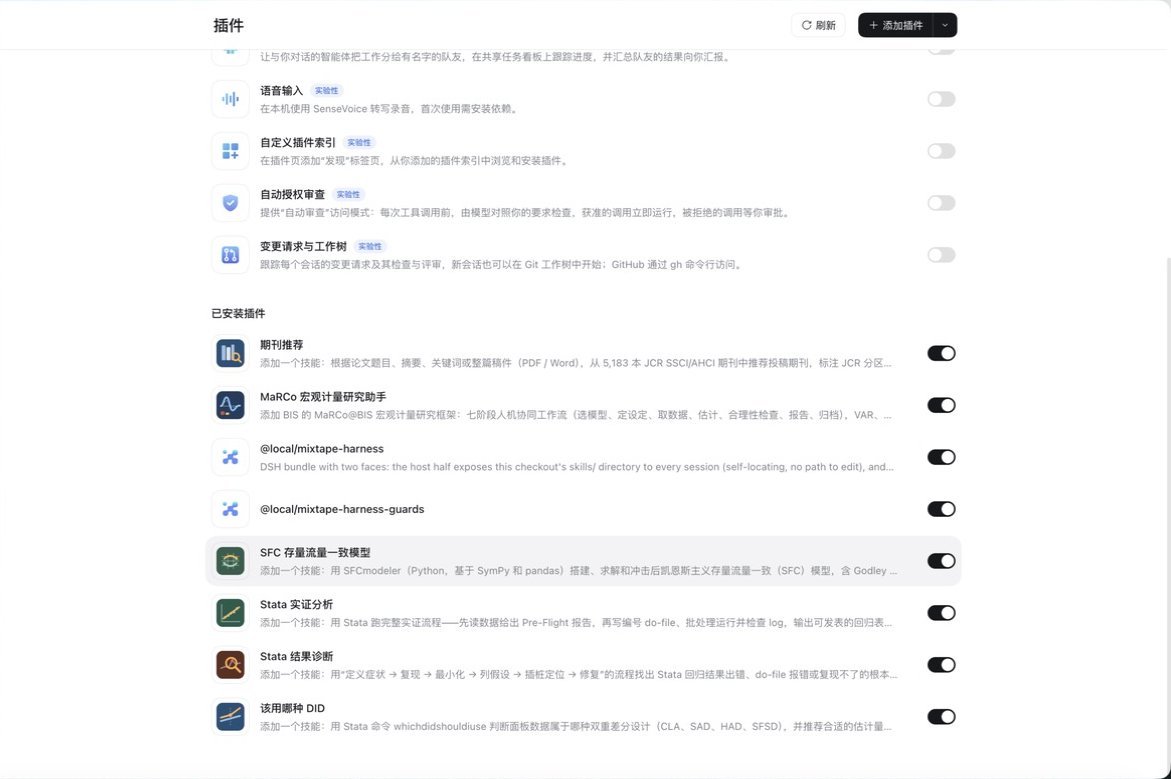 插件
刷新
添加插件
让与你对话的智能体把工作分给有名字的队友，在共享任务看板上跟踪进度，并汇总队友的结果向你汇报。
语音输入 实验性
在本机使用 SenseVoice 转写录音，首次使用需安装依赖。
自定义插件索引 实验性
在插件页添加“发现”标签页，从你添加的插件索引中浏览和安装插件。
自动授权审查 实验性
提供“自动审查”访问模式：每次工具调用前，由模型对照你的要求检查，获准的调用立即运行，被拒绝的调用等你审批。
变更请求与工作树 实验性
跟踪每个会话的变更请求及其检查与评审，新会话也可以在 Git 工作树中开始；GitHub 通过 gh 命令行访问。
已安装插件
期刊推荐
添加一个技能：根据论文题目、摘要、关键词或整篇稿件（PDF / Word），从 5,183 本 JCR SSCI/AHCI 期刊中推荐投稿期刊，标注 JCR 分区...
MaRCo 宏观计量研究助手
添加 BIS 的 MaRCo@BIS 宏观计量研究框架：七阶段人机协同工作流（选模型、定设定、取数据、估计、合理性检查、报告、归档），VAR、...
@local/mixtape-harness
DSH bundle with two faces: the host half exposes this checkout's skills/ directory to every session (self-locating, no path to edit), and...
@local/mixtape-harness-guards
SFC 存量流量一致模型
添加一个技能：用 SFCmodeler（Python，基于 SymPy 和 pandas）搭建、求解和冲击后凯恩斯主义存量流量一致（SFC）模型，含 Godley ...
Stata 实证分析
添加一个技能：用 Stata 跑完整实证流程——先读数据给出 Pre-Flight 报告，再写编号 do-file、批处理运行并检查 log，输出可发表的回归表...
Stata 结果诊断
添加一个技能：用“定义症状 → 复现 → 最小化 → 列假设 → 插桩定位 → 修复”的流程找出 Stata 回归结果出错、do-file 报错或复现不了的根本...
该用哪种 DID
添加一个技能：用 Stata 命令 whichdidshouldiuse 判断面板数据属于哪种双重差分设计（CLA、SAD、HAD、SFSD），并推荐合适的估计量...